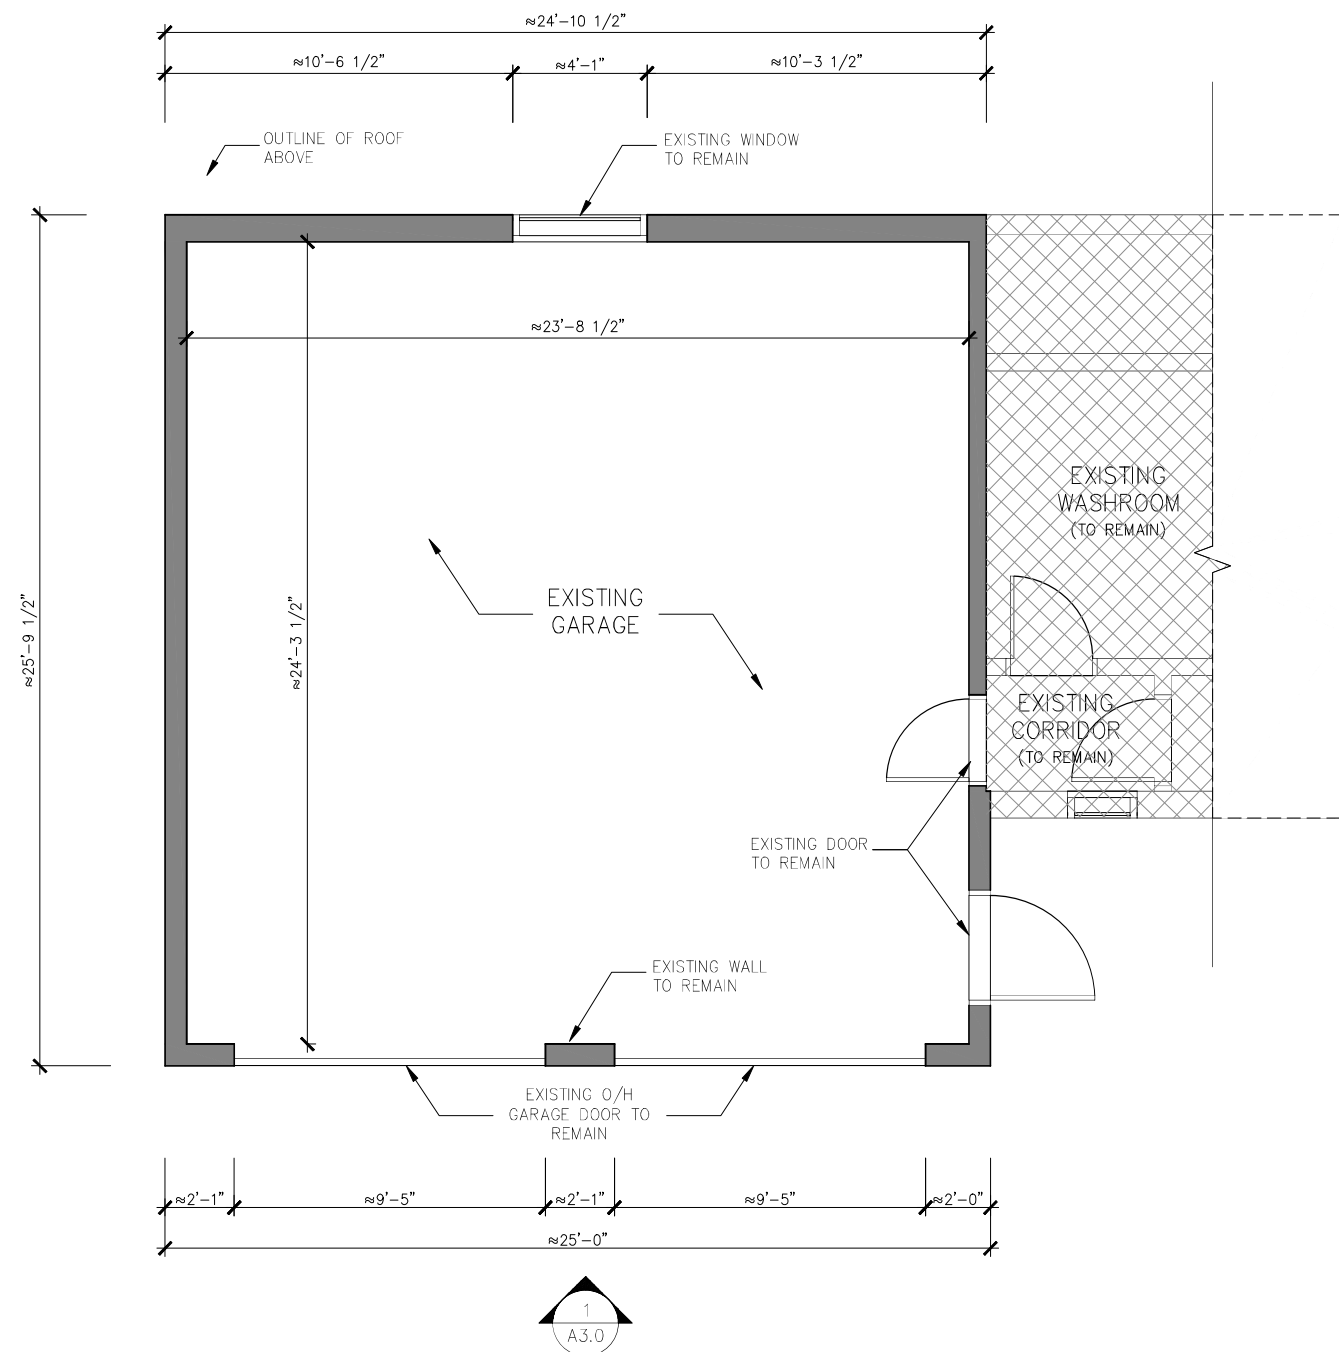 ≈24'-10 1/2"
≈10'-6 1/2"
≈4'-1"
≈10'-3 1/2"
OUTLINE OF ROOF
ABOVE
EXISTING WINDOW
TO REMAIN
≈23'-8 1/2"
EXISTING
WASHROOM
(TO REMAIN)
≈25'-9 1/2"
≈24'-3 1/2"
EXISTING
GARAGE
EXISTING
CORRIDOR
(TO REMAIN)
EXISTING DOOR
TO REMAIN
EXISTING WALL
TO REMAIN
EXISTING O/H
GARAGE DOOR TO
REMAIN
≈2'-1"
≈9'-5"
≈2'-1"
≈9'-5"
≈2'-0"
≈25'-0"
1
A3.0